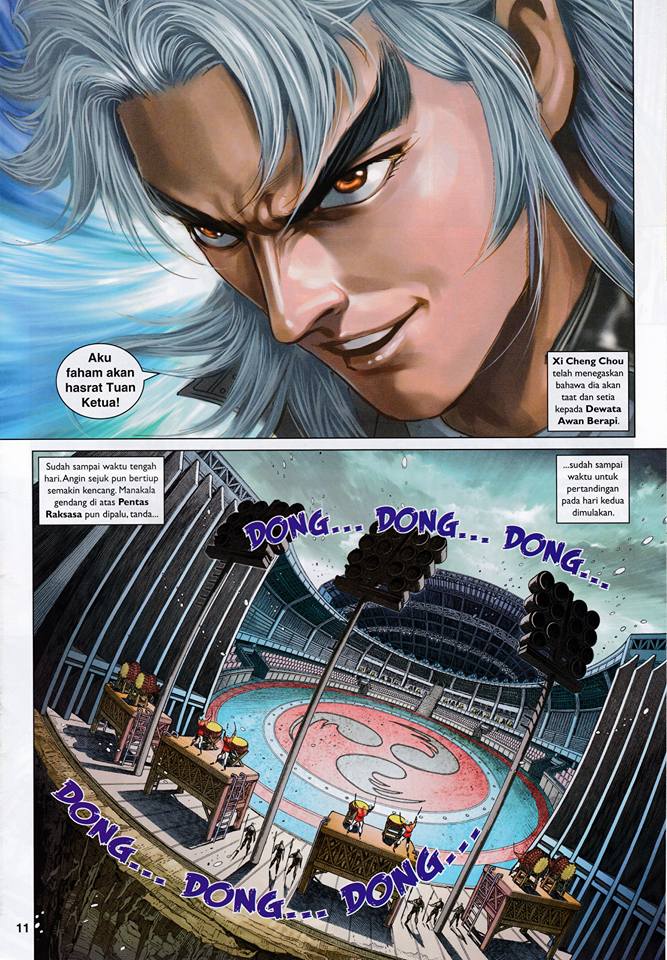 Aku
faham akan
hasrat Tuan
Ketua!
Xi Cheng Chou
telah menegaskan
bahawa dia akan
taat dan setia
kepada Dewata
Awan Berapi.
Sudah sampai waktu tengah
hari. Angin sejuk pun bertiup
semakin kencang. Manakala
gendang di atas Pentas
Raksasa pun dipalu, tanda...
...sudah sampai
waktu untuk
pertandingan
pada hari kedua
dimulakan.
DONG... DONG... DONG...
DONG... DONG... DONG...
11